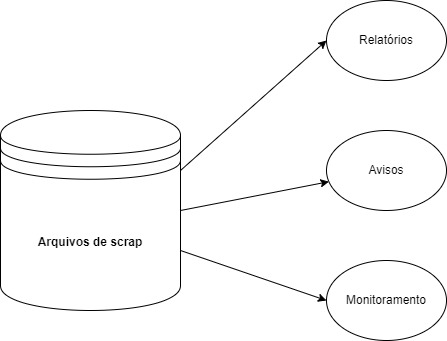 Relatórios
Avisos
Arquivos de scrap
Monitoramento